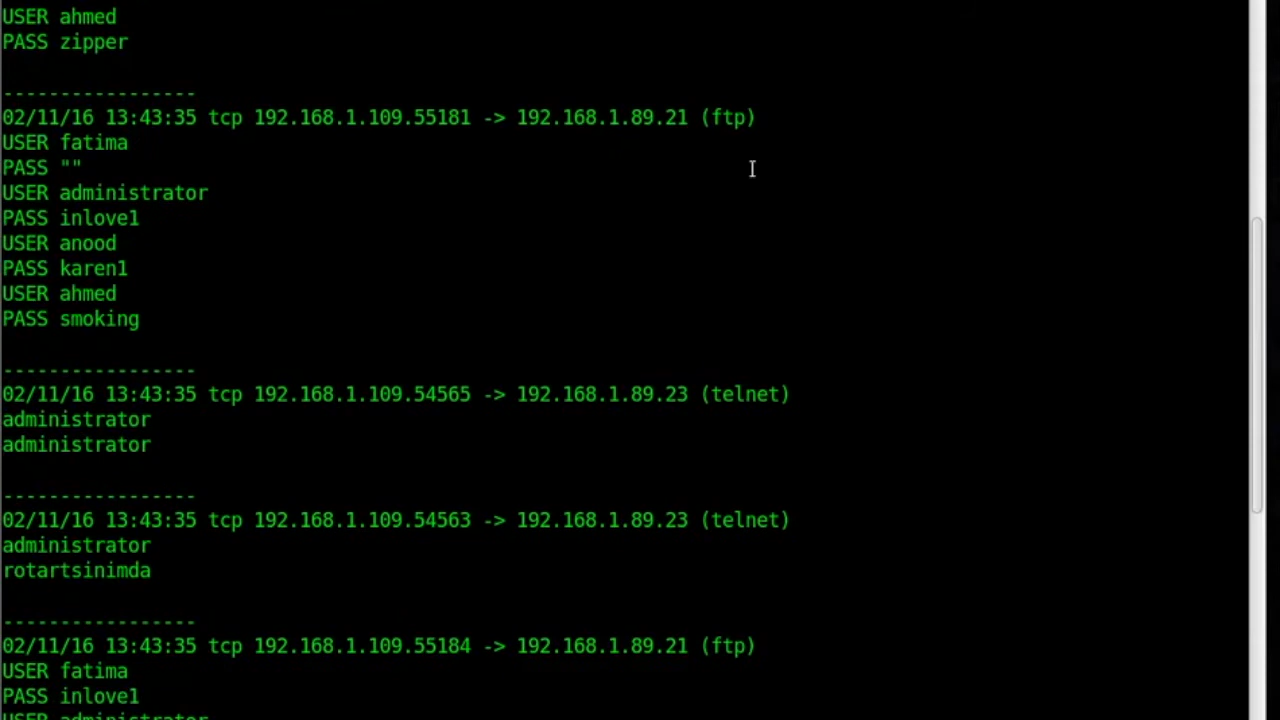 USER ahmed
PASS zipper
-----------------
02/11/16 13:43:35 tcp 192.168.1.109.55181 -> 192.168.1.89.21 (ftp)
USER fatima
PASS ""
USER administrator
PASS inlove1
USER anood
PASS karen1
USER ahmed
PASS smoking
-----------------
02/11/16 13:43:35 tcp 192.168.1.109.54565 -> 192.168.1.89.23 (telnet)
administrator
administrator
-----------------
02/11/16 13:43:35 tcp 192.168.1.109.54563 -> 192.168.1.89.23 (telnet)
administrator
rotartsinimda
-----------------
02/11/16 13:43:35 tcp 192.168.1.109.55184 -> 192.168.1.89.21 (ftp)
USER fatima
PASS inlove1
USER administrator